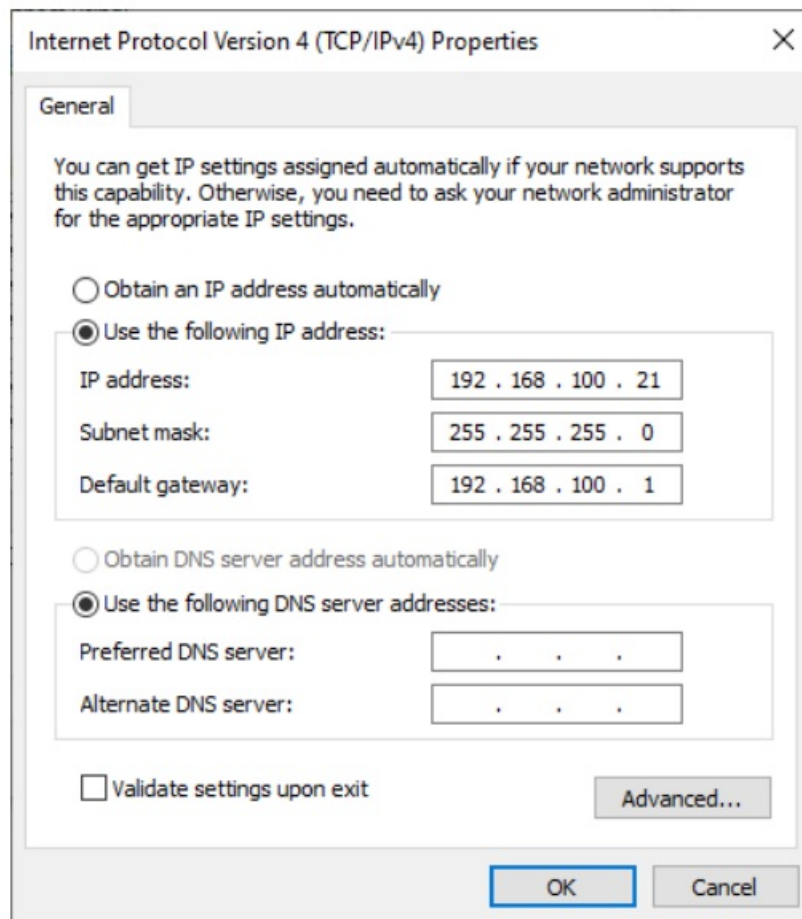 Internet Protocol Version 4 (TCP/IPv4) Properties
General
You can get IP settings assigned automatically if your network supports
this capability. Otherwise, you need to ask your network administrator
for the appropriate IP settings.
Obtain an IP address automatically
Use the following IP address:
IP address: 192 . 168 . 100 . 21
Subnet mask: 255 . 255 . 255 . 0
Default gateway: 192 . 168 . 100 . 1
Obtain DNS server address automatically
Use the following DNS server addresses:
Preferred DNS server: . . .
Alternate DNS server: . . .
Validate settings upon exit
Advanced...
OK Cancel